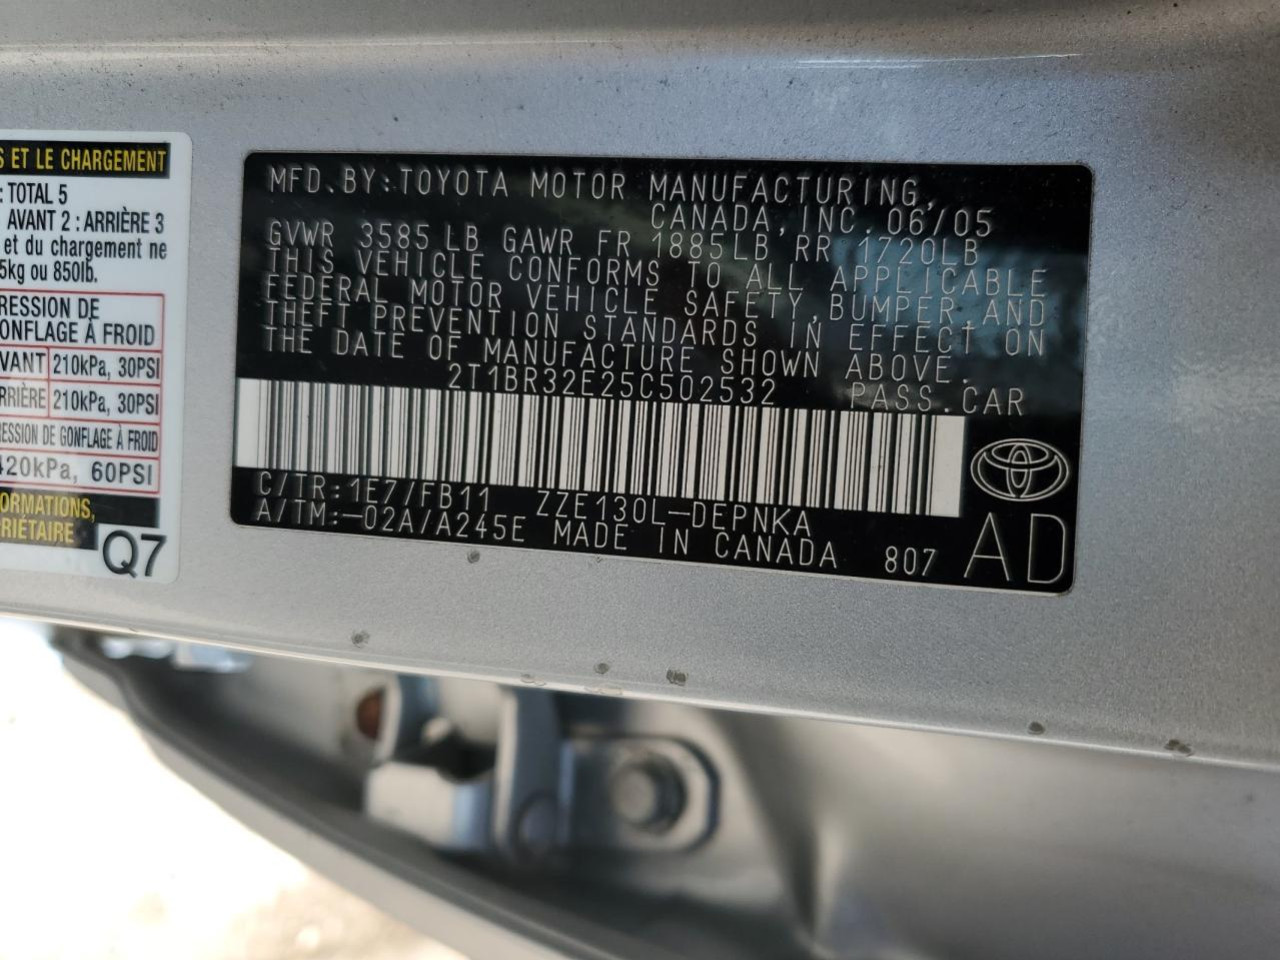 S ET LE CHARGEMENT
: TOTAL 5
AVANT 2 : ARRIÈRE 3
et du chargement ne
5kg ou 850lb.
RESSION DE
ONFLAGE À FROID
VANT 210kPa, 30PSI
RRIÈRE 210kPa, 30PSI
ESSION DE GONFLAGE À FROID
420kPa, 60PSI
FORMATIONS,
PRIÉTAIRE
Q7
MFD. BY: TOYOTA MOTOR MANUFACTURING,
CANADA, INC. 06/05
GVWR 3585 LB GAWR FR 1885LB RR 1720LB
THIS VEHICLE CONFORMS TO ALL APPLICABLE
FEDERAL MOTOR VEHICLE SAFETY, BUMPER AND
THEFT PREVENTION STANDARDS IN EFFECT ON
THE DATE OF MANUFACTURE SHOWN ABOVE.
2T1BR32E25C502532 PASS. CAR
C/TR: 1E7/FB11 ZZE130L-DEPNKA
A/TM: -02A/A245E MADE IN CANADA 807 AD